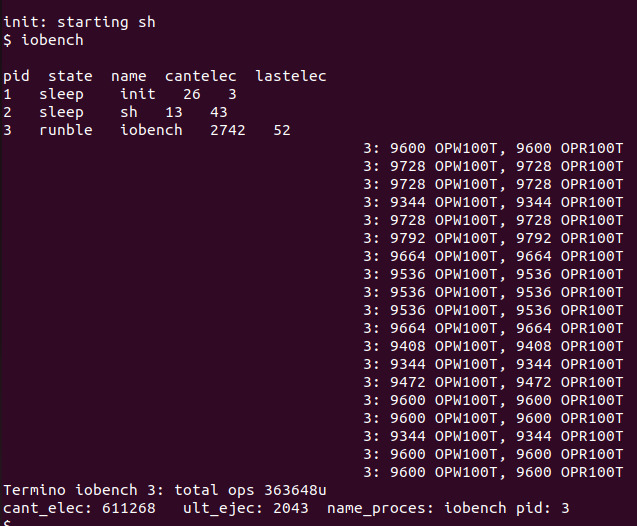 init: starting sh
$ iobench
pid state name cantelec lastelec
1 sleep init 26 3
2 sleep sh 13 43
3 runble iobench 2742 52
3: 9600 OPW100T, 9600 OPR100T
3: 9728 OPW100T, 9728 OPR100T
3: 9728 OPW100T, 9728 OPR100T
3: 9344 OPW100T, 9344 OPR100T
3: 9728 OPW100T, 9728 OPR100T
3: 9792 OPW100T, 9792 OPR100T
3: 9664 OPW100T, 9664 OPR100T
3: 9536 OPW100T, 9536 OPR100T
3: 9536 OPW100T, 9536 OPR100T
3: 9536 OPW100T, 9536 OPR100T
3: 9664 OPW100T, 9664 OPR100T
3: 9408 OPW100T, 9408 OPR100T
3: 9344 OPW100T, 9344 OPR100T
3: 9472 OPW100T, 9472 OPR100T
3: 9600 OPW100T, 9600 OPR100T
3: 9600 OPW100T, 9600 OPR100T
3: 9344 OPW100T, 9344 OPR100T
3: 9600 OPW100T, 9600 OPR100T
3: 9600 OPW100T, 9600 OPR100T
Termino iobench 3: total ops 363648u
cant_elec: 611268 ult_ejec: 2043 name_proces: iobench pid: 3
$